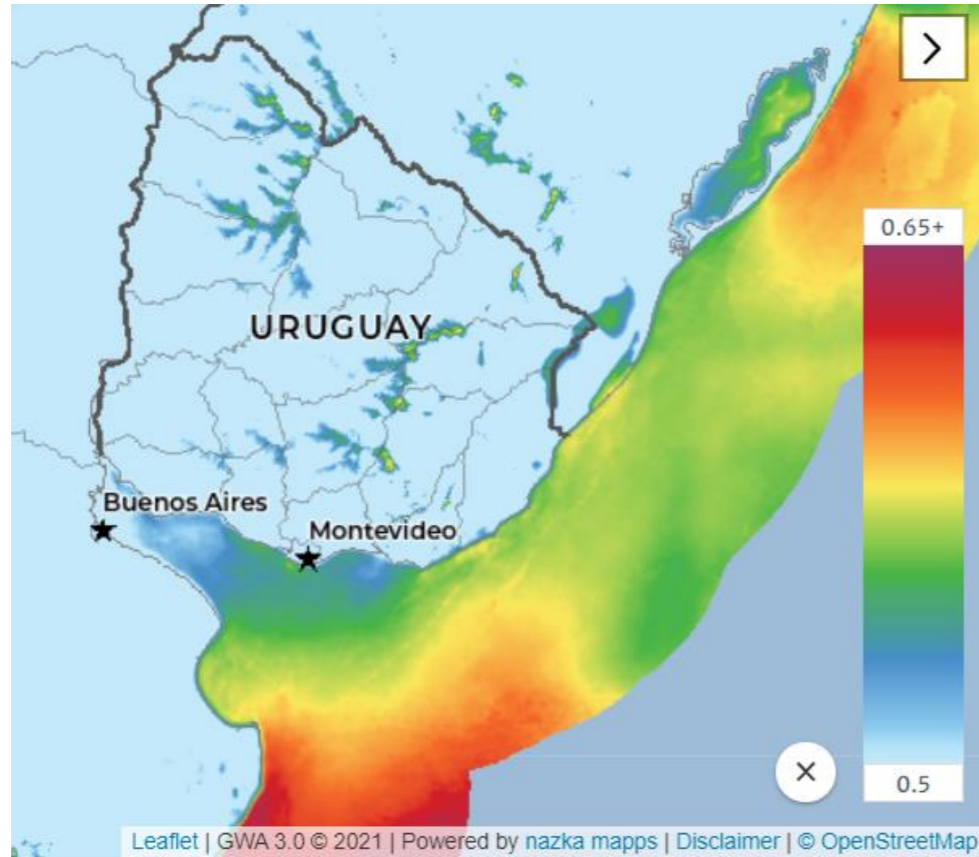 0.65+
URUGUAY
Buenos Aires
Montevideo
0.5
Leaflet | GWA 3.0 © 2021 | Powered by nazka mapps | Disclaimer | © OpenStreetMap